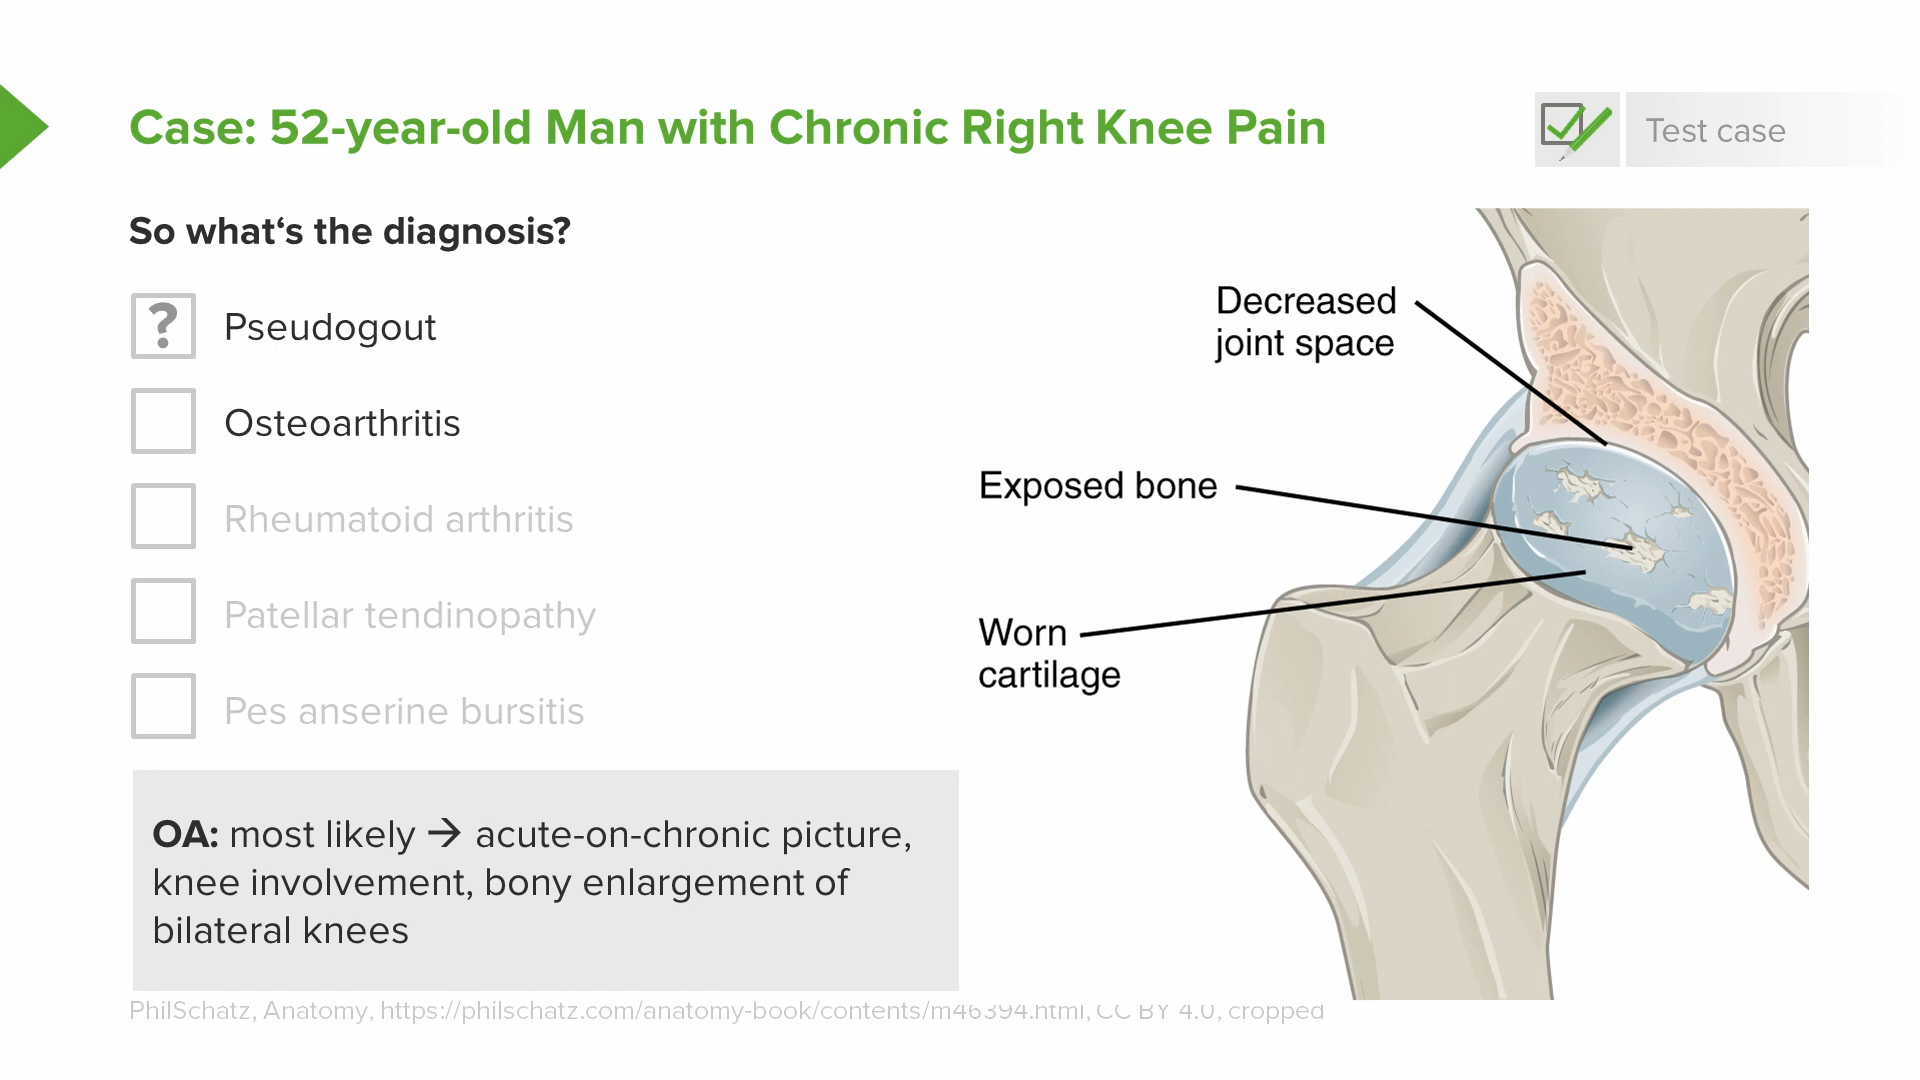 Case: 52-year-old Man with Chronic Right Knee Pain
Test case
So what‘s the diagnosis?
? Pseudogout
Osteoarthritis
Rheumatoid arthritis
Patellar tendinopathy
Pes anserine bursitis
OA: most likely → acute-on-chronic picture,
knee involvement, bony enlargement of
bilateral knees
Decreased
joint space
Exposed bone
Worn
cartilage
PhilSchatz, Anatomy, https://philschatz.com/anatomy-book/contents/m46394.html, CC BY 4.0, cropped